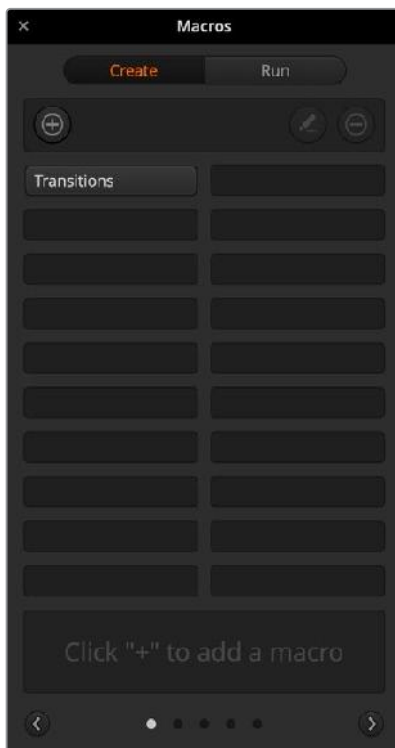 Macros
Create
Run
Transitions
Click "+" to add a macro